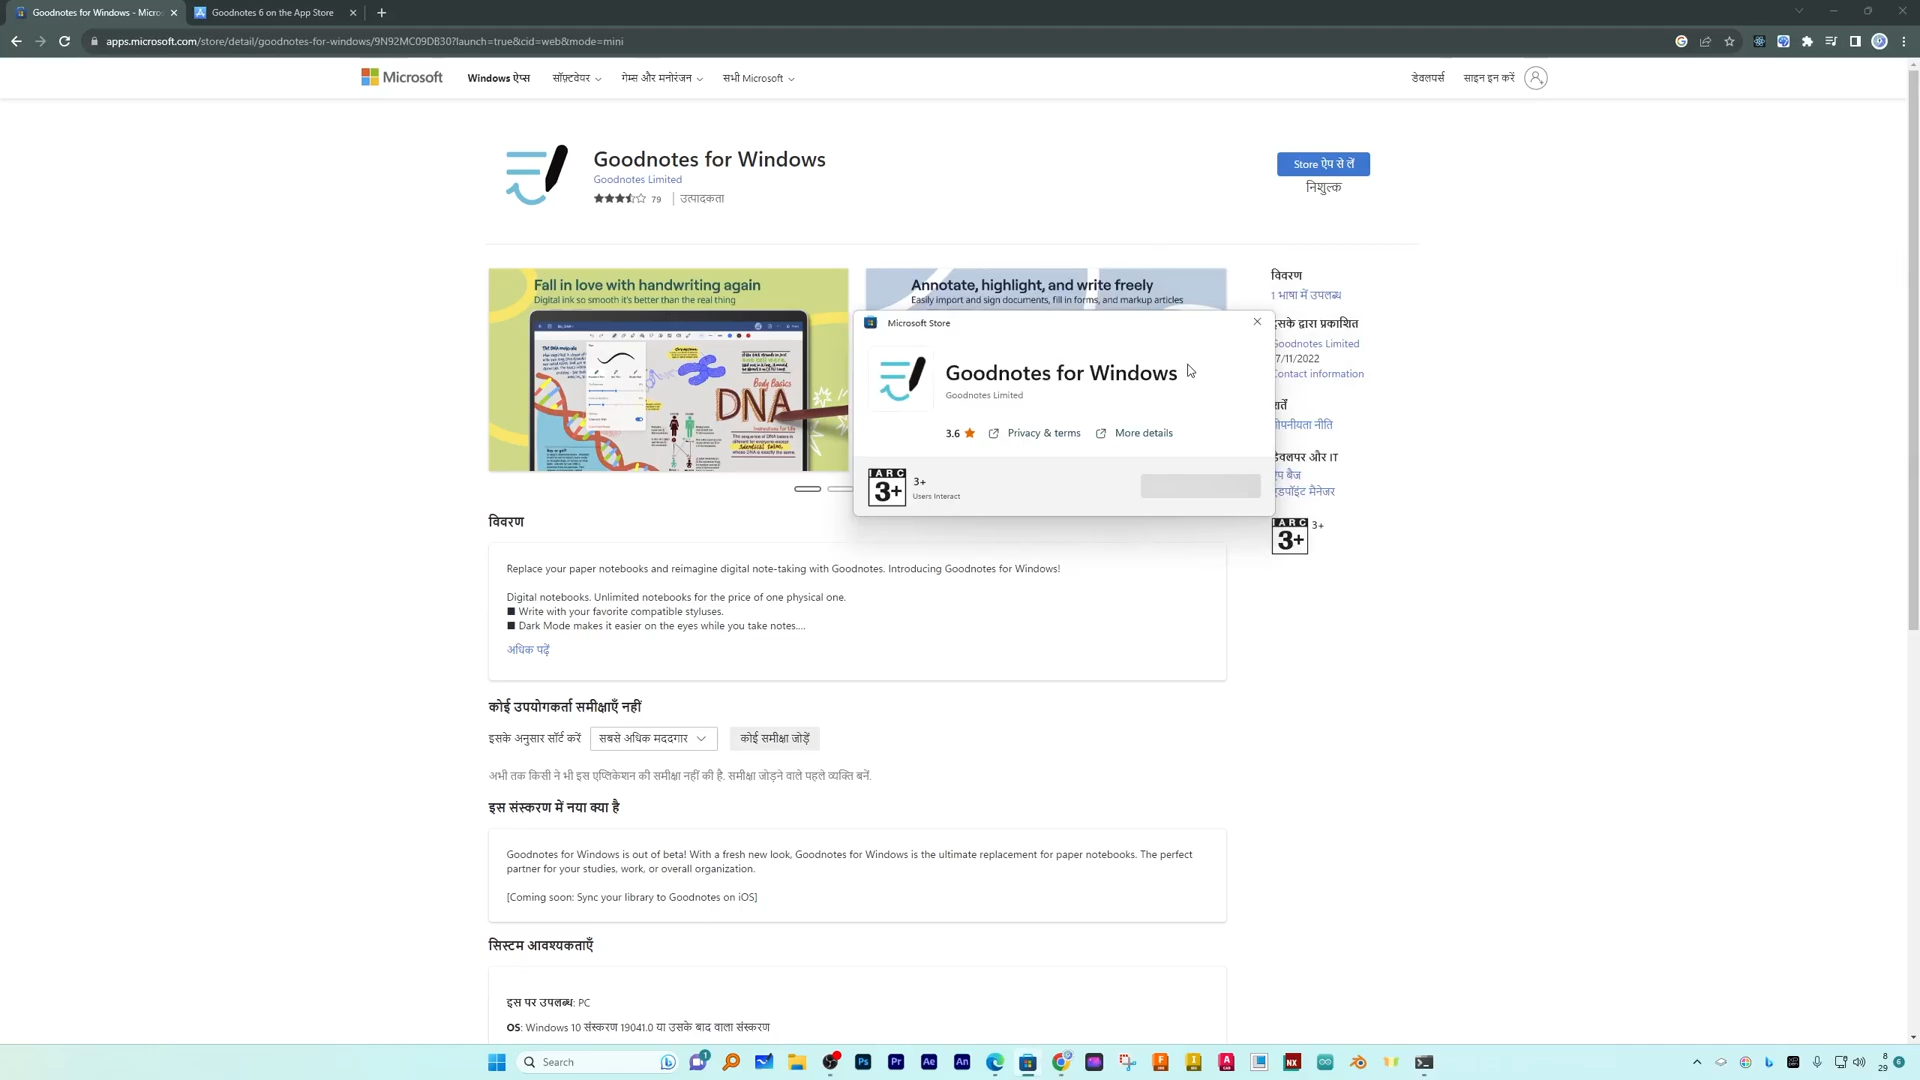 Goodnotes for Windows - Micro
Goodnotes 6 on the App Store
apps.microsoft.com/store/detail/goodnotes-for-windows/9N92MC09DB30?launch=true&cid=web&mode=mini
Microsoft
Windows ऐप्स
सॉफ़्टवेयर
गेम्स और मनोरंजन
सभी Microsoft
डेवलपर्स
साइन इन करें
Goodnotes for Windows
Goodnotes Limited
79 | उत्पादकता
Store ऐप से लें
निशुल्क
Fall in love with handwriting again
Digital ink so smooth it's better than the real thing
Body Basics
DNA
Annotate, highlight, and write freely
Easily import and sign documents, fill in forms, and markup articles
Microsoft Store
Goodnotes for Windows
Goodnotes Limited
3.6
Privacy & terms
More details
IARC
3+
3+
Users Interact
विवरण
1 भाषा में उपलब्ध
इसके द्वारा प्रकाशित
Goodnotes Limited
7/11/2022
Contact information
IARC
3+
3+
विवरण
Replace your paper notebooks and reimagine digital note-taking with Goodnotes. Introducing Goodnotes for Windows!
Digital notebooks. Unlimited notebooks for the price of one physical one.
■ Write with your favorite compatible styluses.
■ Dark Mode makes it easier on the eyes while you take notes....
अधिक पढ़ें
कोई उपयोगकर्ता समीक्षाएँ नहीं
इसके अनुसार सॉर्ट करें
सबसे अधिक मददगार
कोई समीक्षा जोड़ें
अभी तक किसी ने भी इस एप्लिकेशन की समीक्षा नहीं की है. समीक्षा जोड़ने वाले पहले व्यक्ति बनें.
इस संस्करण में नया क्या है
Goodnotes for Windows is out of beta! With a fresh new look, Goodnotes for Windows is the ultimate replacement for paper notebooks. The perfect
partner for your studies, work, or overall organization.
[Coming soon: Sync your library to Goodnotes on iOS]
सिस्टम आवश्यकताएँ
इस पर उपलब्ध: PC
OS: Windows 10 संस्करण 19041.0 या उसके बाद वाला संस्करण
Search
8
29
6